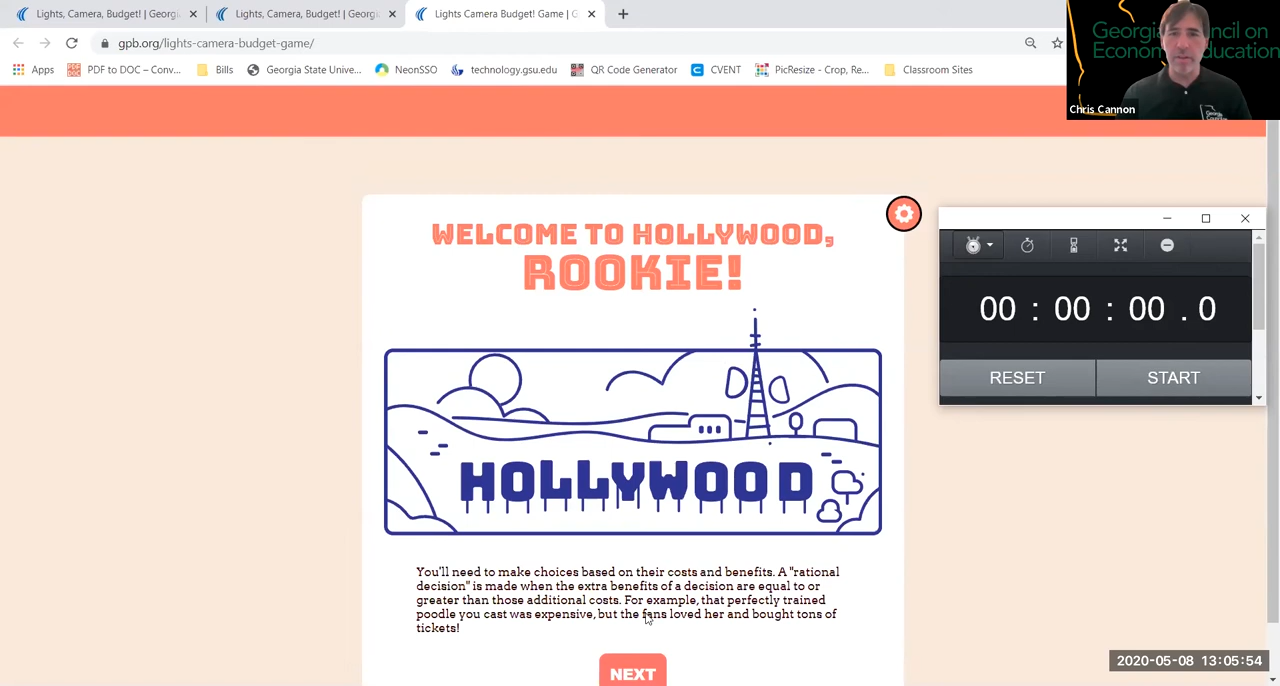 Lights, Camera, Budget! | Georgi
Lights, Camera, Budget! | Georgi
Lights Camera Budget! Game | G
gpb.org/lights-camera-budget-game/
Apps
PDF to DOC – Conv...
Bills
Georgia State Unive...
NeonSSO
technology.gsu.edu
QR Code Generator
CVENT
PicResize - Crop, Re...
Classroom Sites
Georgia Council on
Economic Education
Georgia
Chris Cannon
WELCOME TO HOLLYWOOD,
ROOKIE!
HOLLYWOOD
You'll need to make choices based on their costs and benefits. A "rational
decision" is made when the extra benefits of a decision are equal to or
greater than those additional costs. For example, that perfectly trained
poodle you cast was expensive, but the fans loved her and bought tons of
tickets!
NEXT
00 : 00 : 00 . 0
RESET
START
2020-05-08 13:05:54